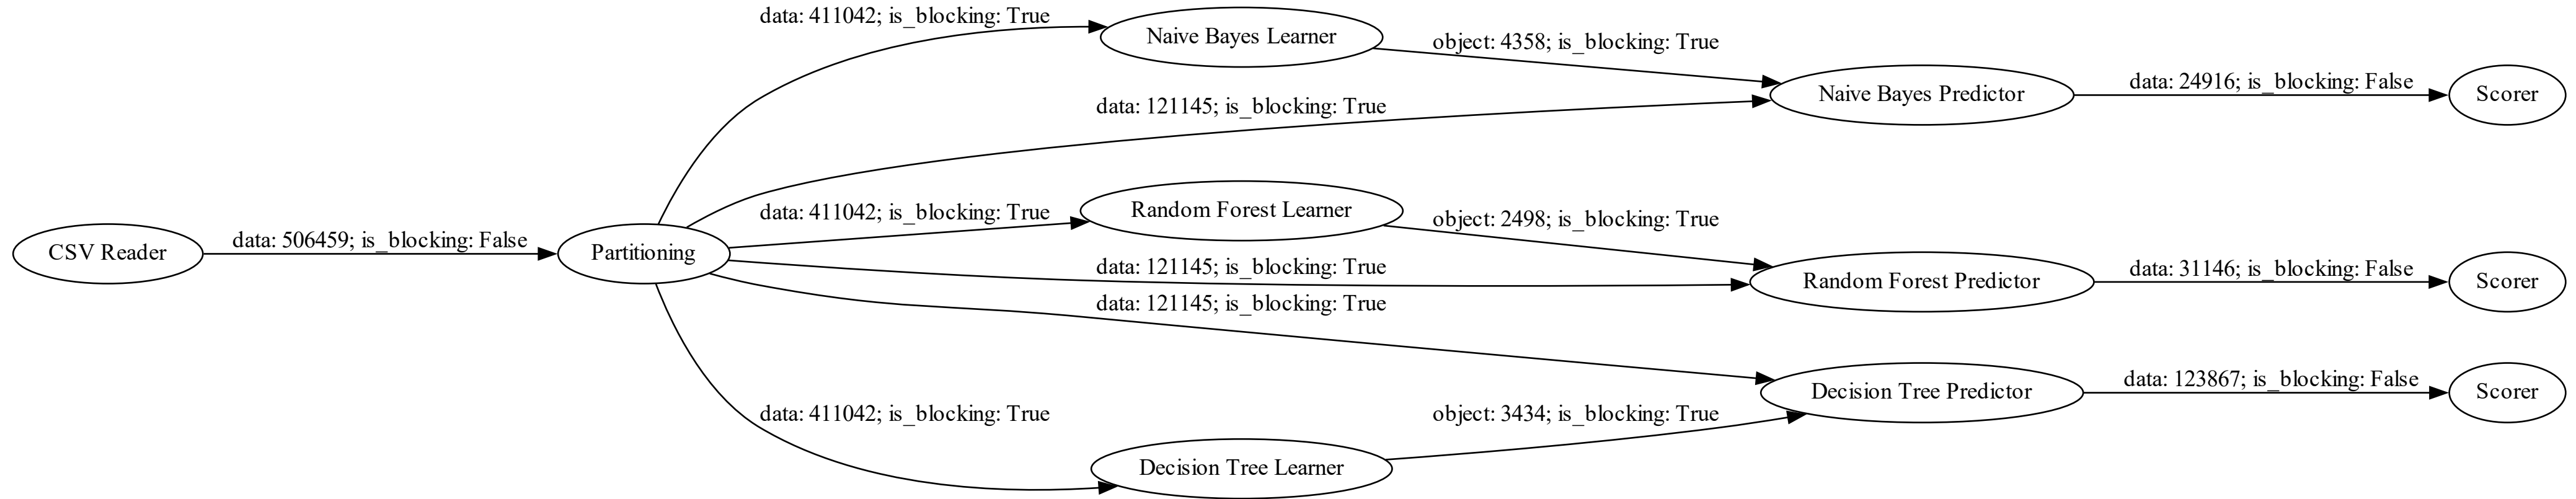 data: 411042; is_blocking: True
Naive Bayes Learner
object: 4358; is_blocking: True
Naive Bayes Predictor
data: 24916; is_blocking: False
Scorer
data: 121145; is_blocking: True
data: 411042; is_blocking: True
Random Forest Learner
object: 2498; is_blocking: True
CSV Reader
data: 506459; is_blocking: False
Partitioning
data: 121145; is_blocking: True
Random Forest Predictor
data: 31146; is_blocking: False
Scorer
data: 121145; is_blocking: True
Decision Tree Predictor
data: 123867; is_blocking: False
Scorer
data: 411042; is_blocking: True
object: 3434; is_blocking: True
Decision Tree Learner